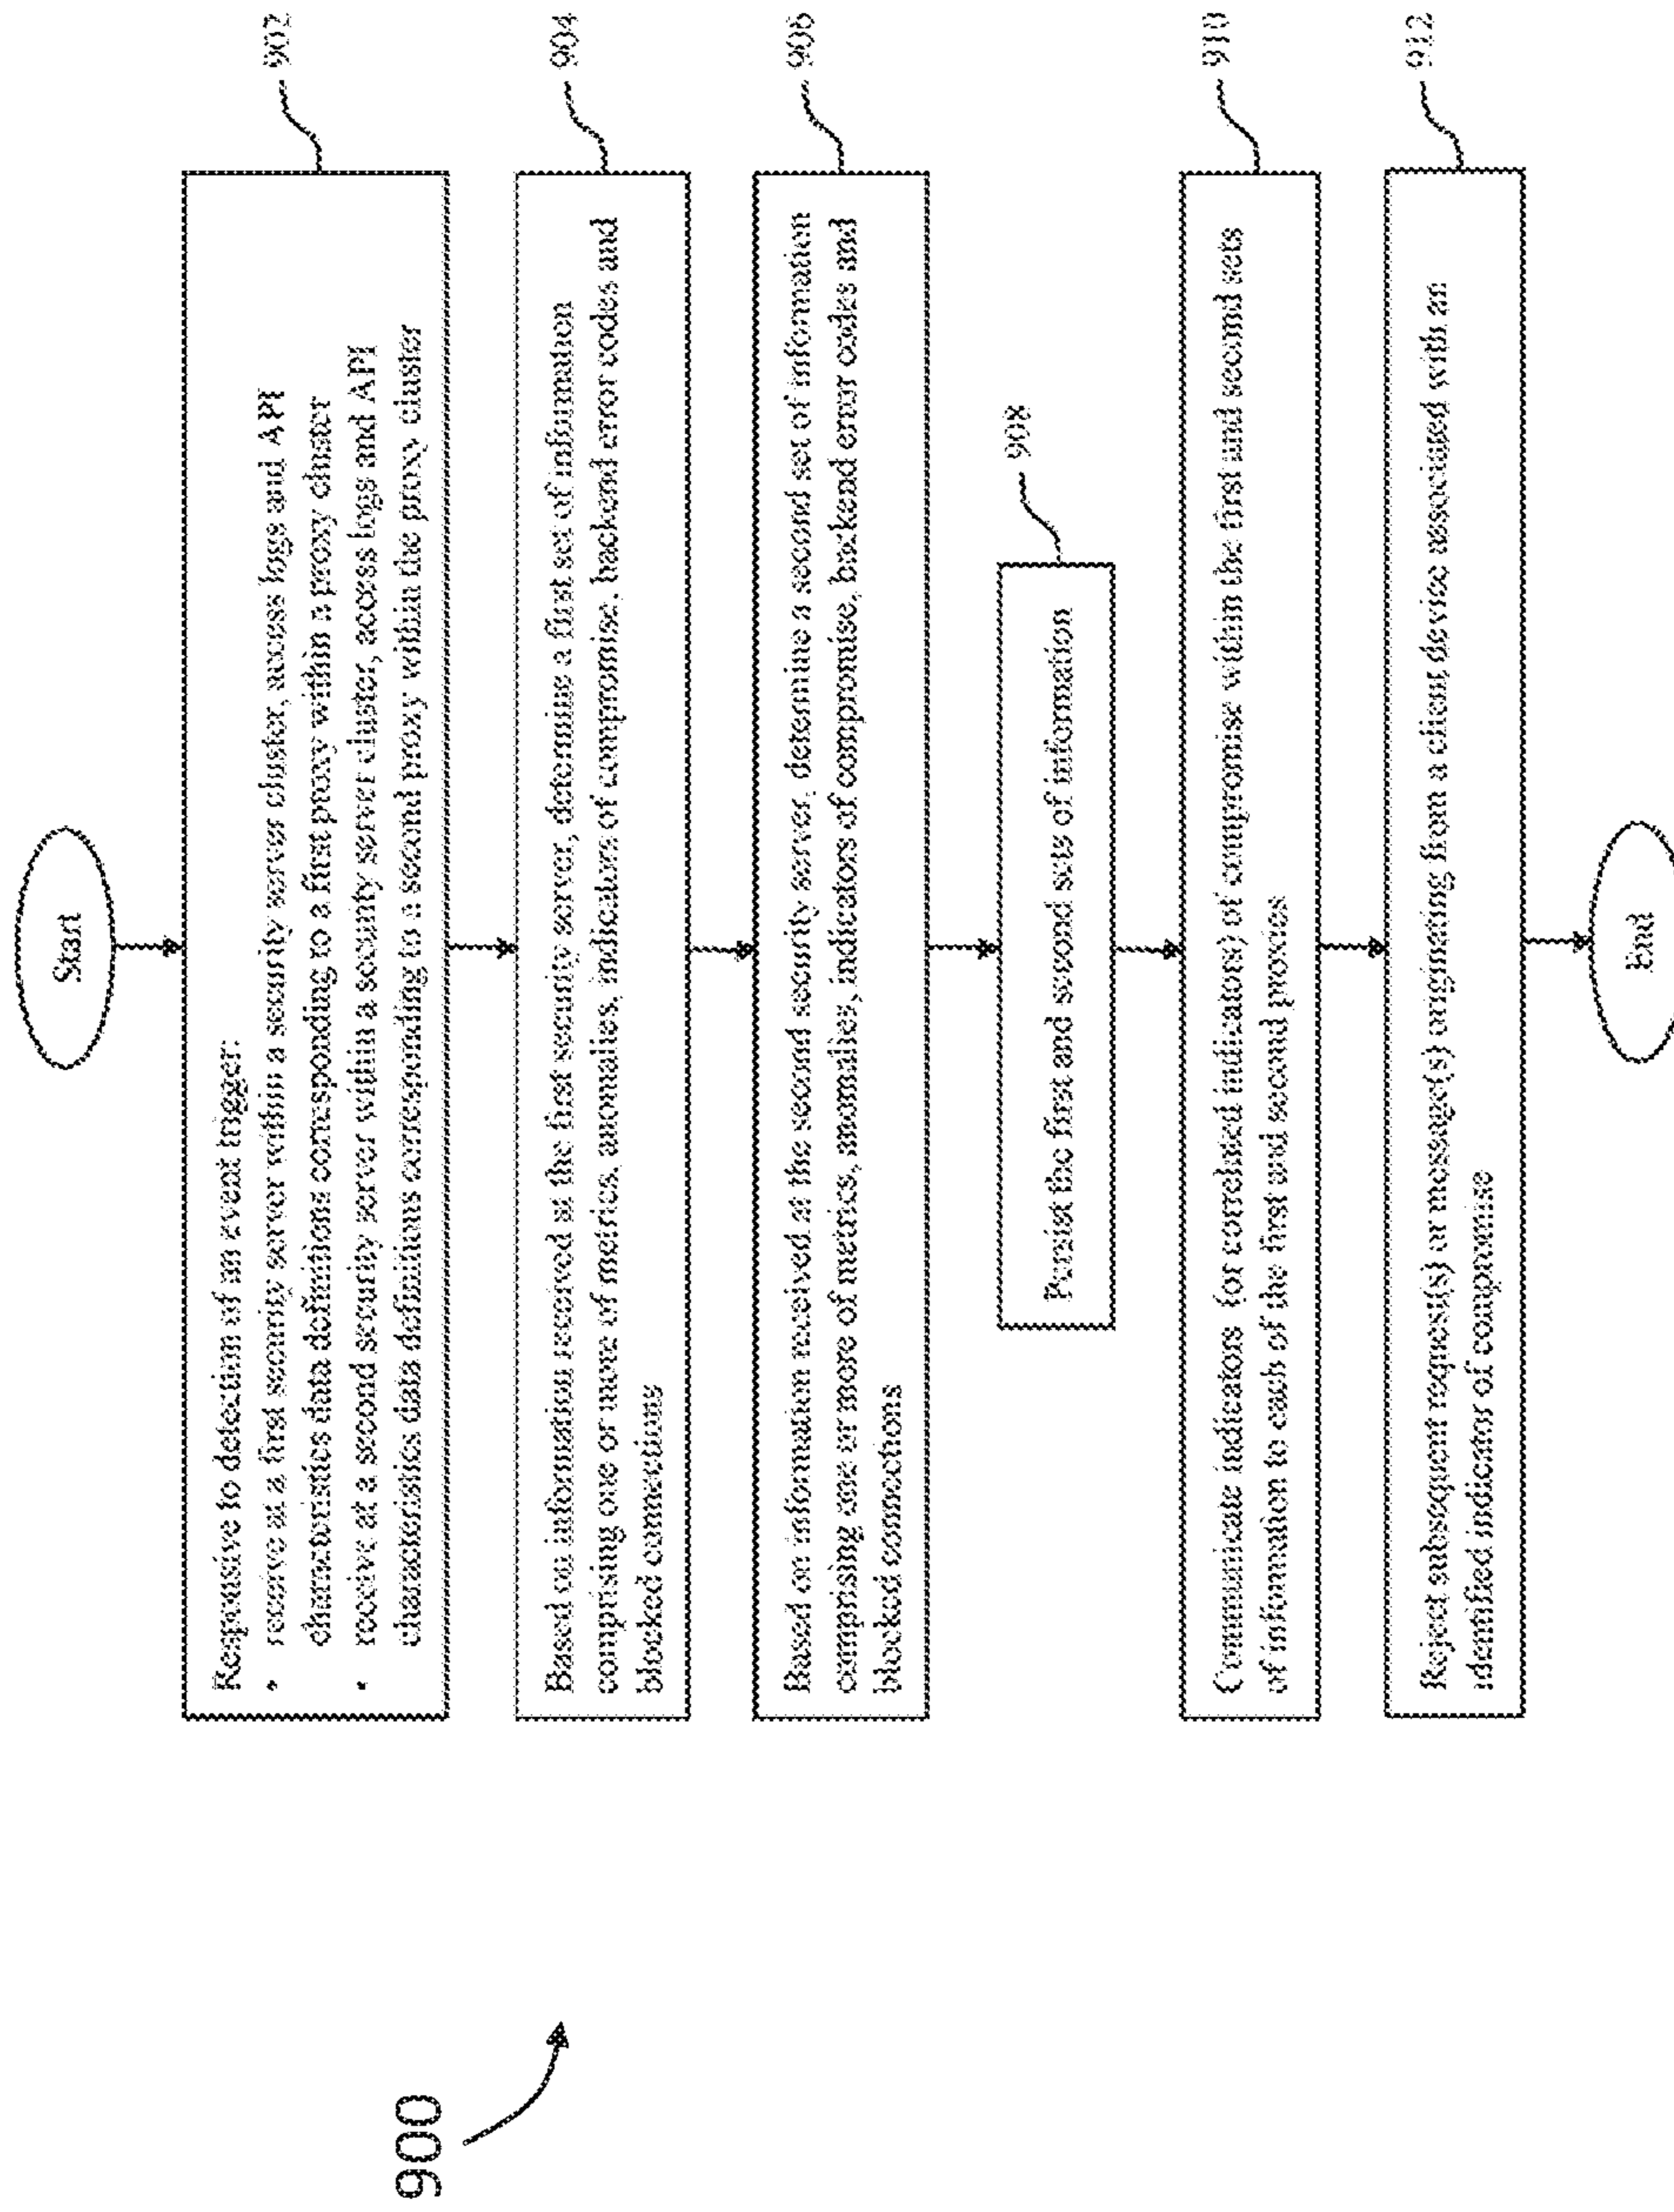 900
Start
Responsive to detection of an event trigger:
• receive at a first security server within a security server cluster, access logs and API
characteristics data definitions corresponding to a first proxy within a proxy cluster
• receive at a second security server within a security server cluster, access logs and API
characteristics data definitions corresponding to a second proxy within the proxy cluster
902
Based on information received at the first security server, determine a first set of information
comprising one or more of metrics, anomalies, indicators of compromise, backend error codes and
blocked connections
904
Based on information received at the second security server, determine a second set of information
comprising one or more of metrics, anomalies, indicators of compromise, backend error codes and
blocked connections
906
Persist the first and second sets of information
908
Communicate indicators (or correlated indicators) of compromise within the first and second sets
of information to each of the first and second proxies
910
Reject subsequent request(s) or message(s) originating from a client device associated with an
identified indicator of compromise
912
End